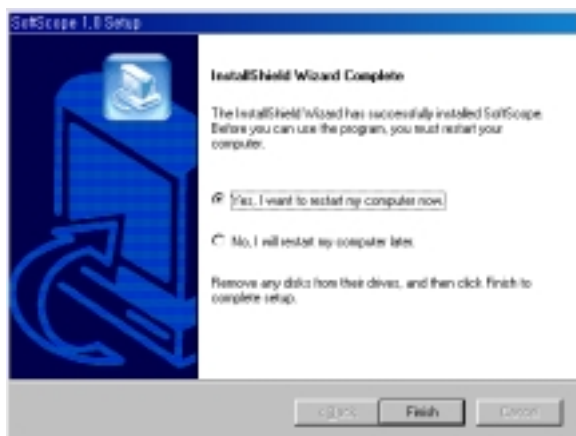 SoftScope 1.0 Setup
InstallShield Wizard Complete
The InstallShield Wizard has successfully installed SoftScope.
Before you can use the program, you must restart your
computer.
Yes, I want to restart my computer now.
No, I will restart my computer later.
Remove any disks from their drives, and then click Finish to
complete setup.
< Back
Finish
Cancel